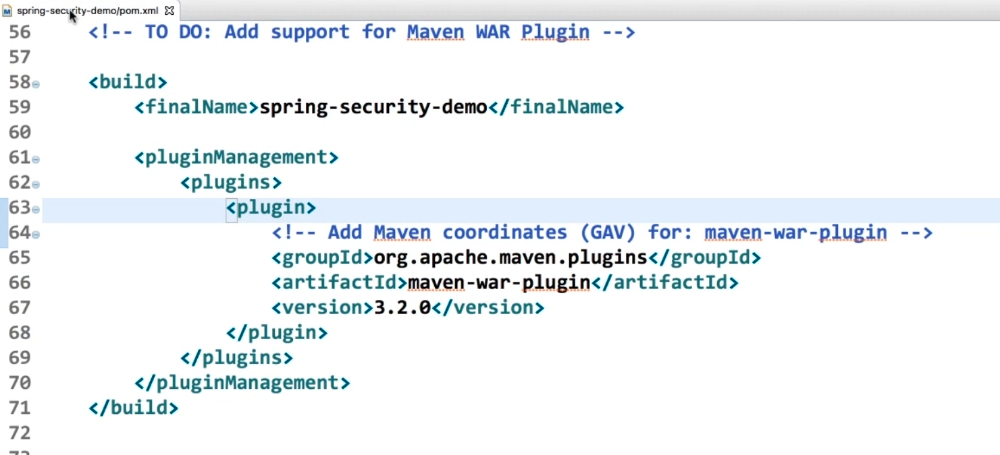 spring-security-demo/pom.xml
56 <!-- TO DO: Add support for Maven WAR Plugin -->
57
58 <build>
59 <finalName>spring-security-demo</finalName>
60
61 <pluginManagement>
62 <plugins>
63 <plugin>
64 <!-- Add Maven coordinates (GAV) for: maven-war-plugin -->
65 <groupId>org.apache.maven.plugins</groupId>
66 <artifactId>maven-war-plugin</artifactId>
67 <version>3.2.0</version>
68 </plugin>
69 </plugins>
70 </pluginManagement>
71 </build>
72